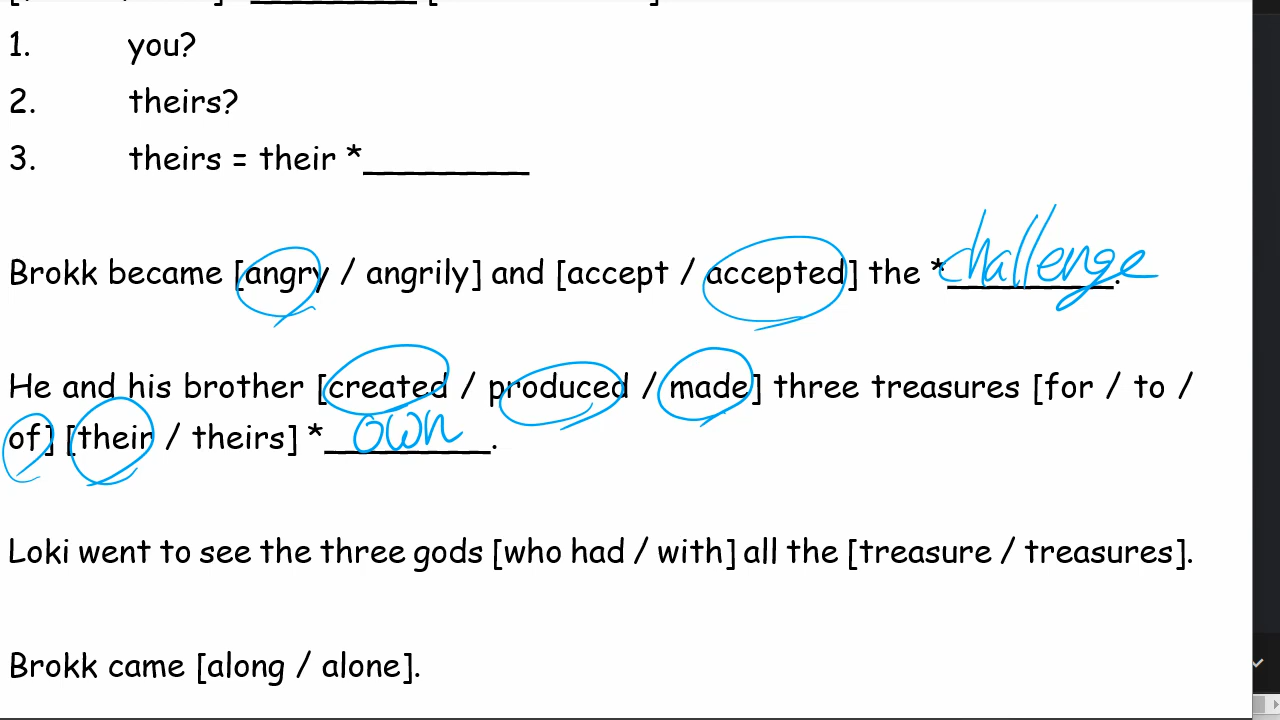 1. you?
2. theirs?
3. theirs = their *__________
Brokk became [angry / angrily] and [accept / accepted] the *challenge.
He and his brother [created / produced / made] three treasures [for / to /
of] [their / theirs] *own.
Loki went to see the three gods [who had / with] all the [treasure / treasures].
Brokk came [along / alone].